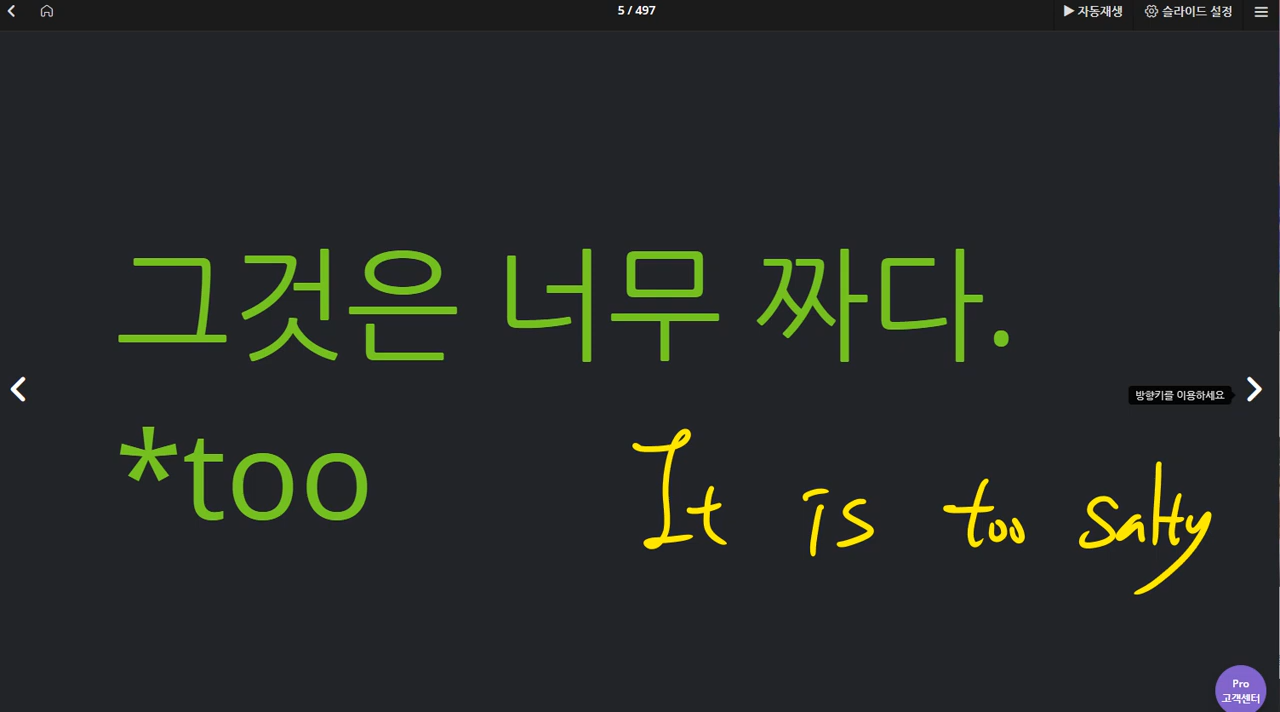 5 / 497
자동재생
슬라이드 설정
그것은 너무 짜다.
방향키를 이용하세요
*too
It is too salty
Pro
고객센터